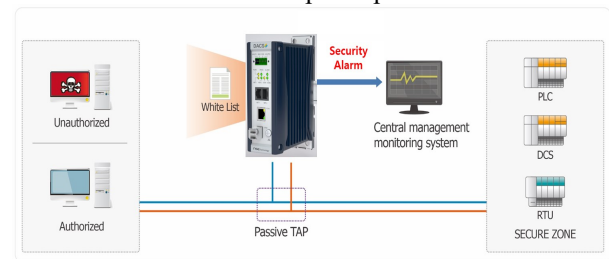 Unauthorized
Authorized
White List
Security
Alarm
Central management
monitoring system
Passive TAP
PLC
DCS
RTU
SECURE ZONE